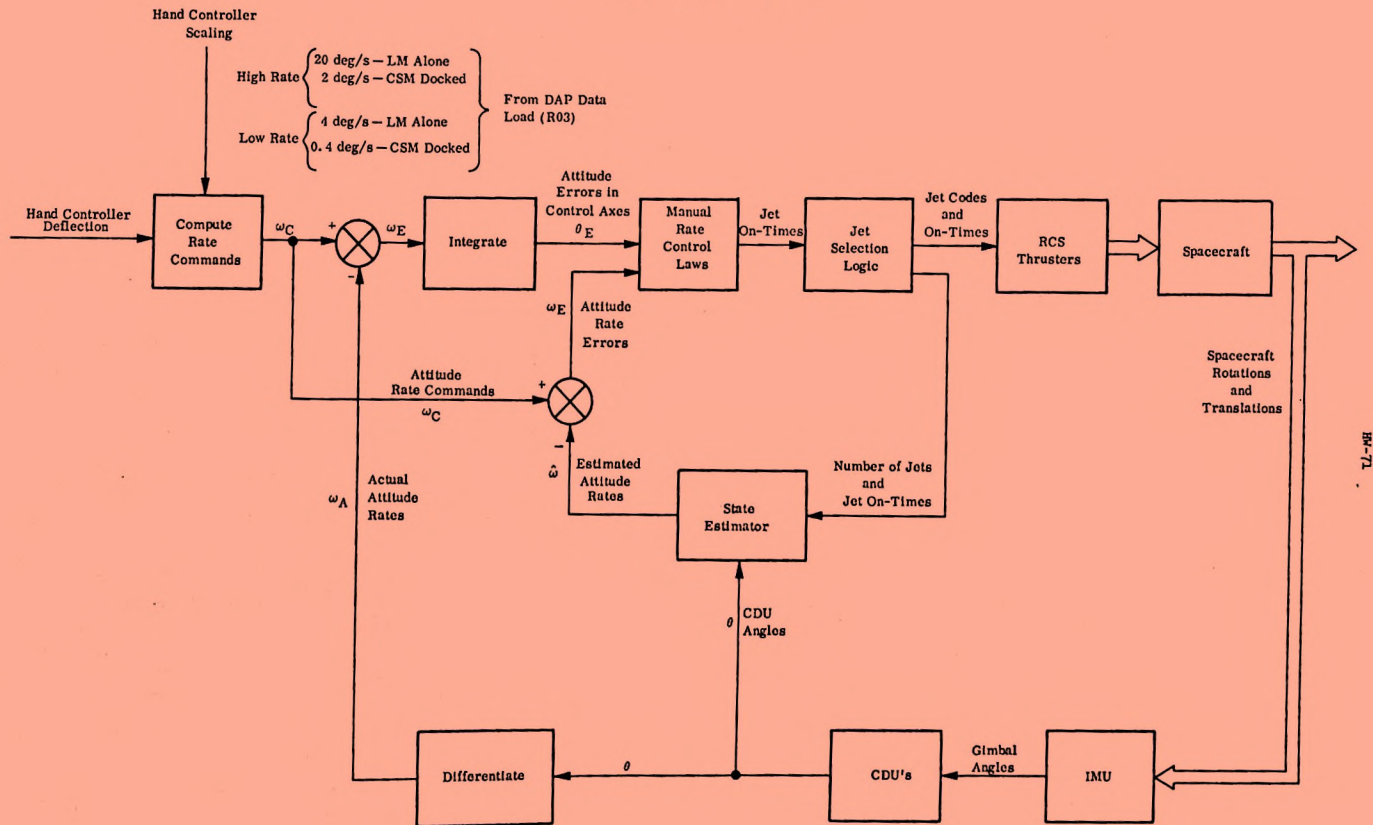 Hand Controller
Scaling
High Rate
20 deg/s — LM Alone
2 deg/s — CSM Docked
Low Rate
4 deg/s — LM Alone
0.4 deg/s — CSM Docked
From DAP Data
Load (R03)
Hand Controller
Deflection
Compute
Rate
Commands
ωC
+
-
ωE
Integrate
Attitude
Errors in
Control Axes
θE
Manual
Rate
Control
Laws
Jet
On-Times
Jet
Selection
Logic
Jet Codes
and
On-Times
RCS
Thrusters
Spacecraft
ωE
Attitude
Rate
Errors
Attitude
Rate Commands
ωC
+
-
ω̂
Estimated
Attitude
Rates
State
Estimator
Number of Jets
and
Jet On-Times
Spacecraft
Rotations
and
Translations
HW-71
ωA
Actual
Attitude
Rates
θ
CDU
Angles
Differentiate
θ
CDU's
Gimbal
Angles
IMU